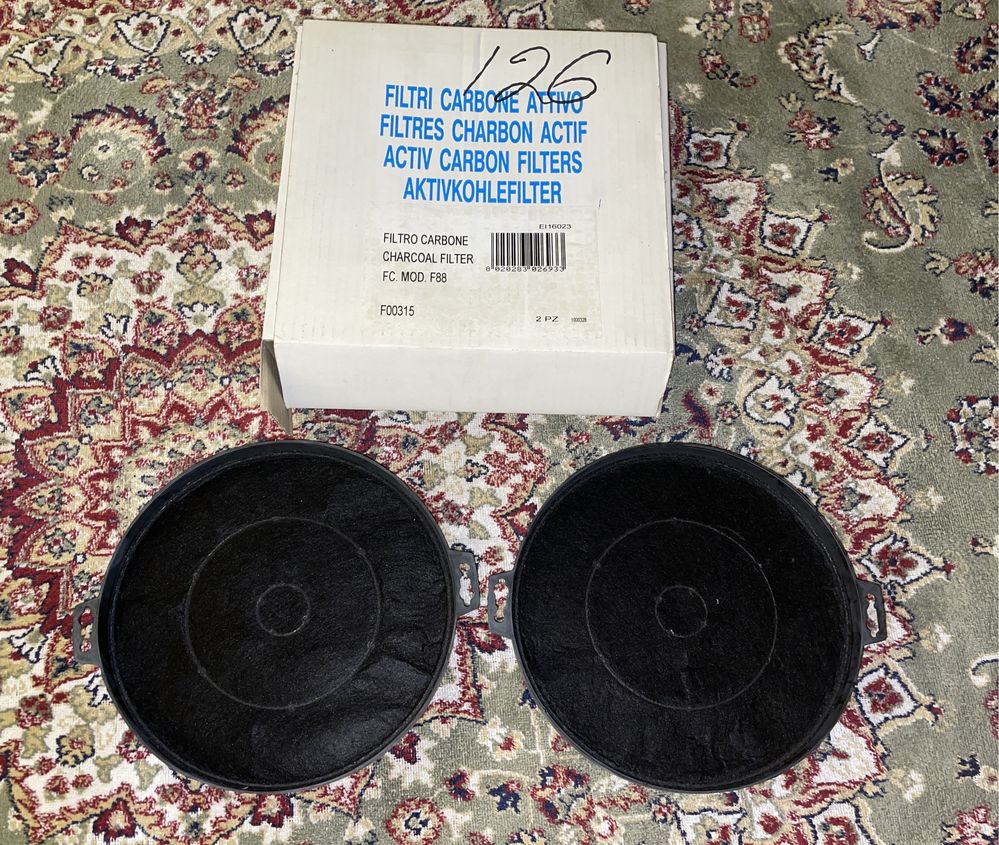 126
FILTRI CARBONE ATTIVO
FILTRES CHARBON ACTIF
ACTIV CARBON FILTERS
AKTIVKOHLEFILTER
EI16023
FILTRO CARBONE
CHARCOAL FILTER
FC. MOD. F88
8 020283 026933
F00315
2 PZ